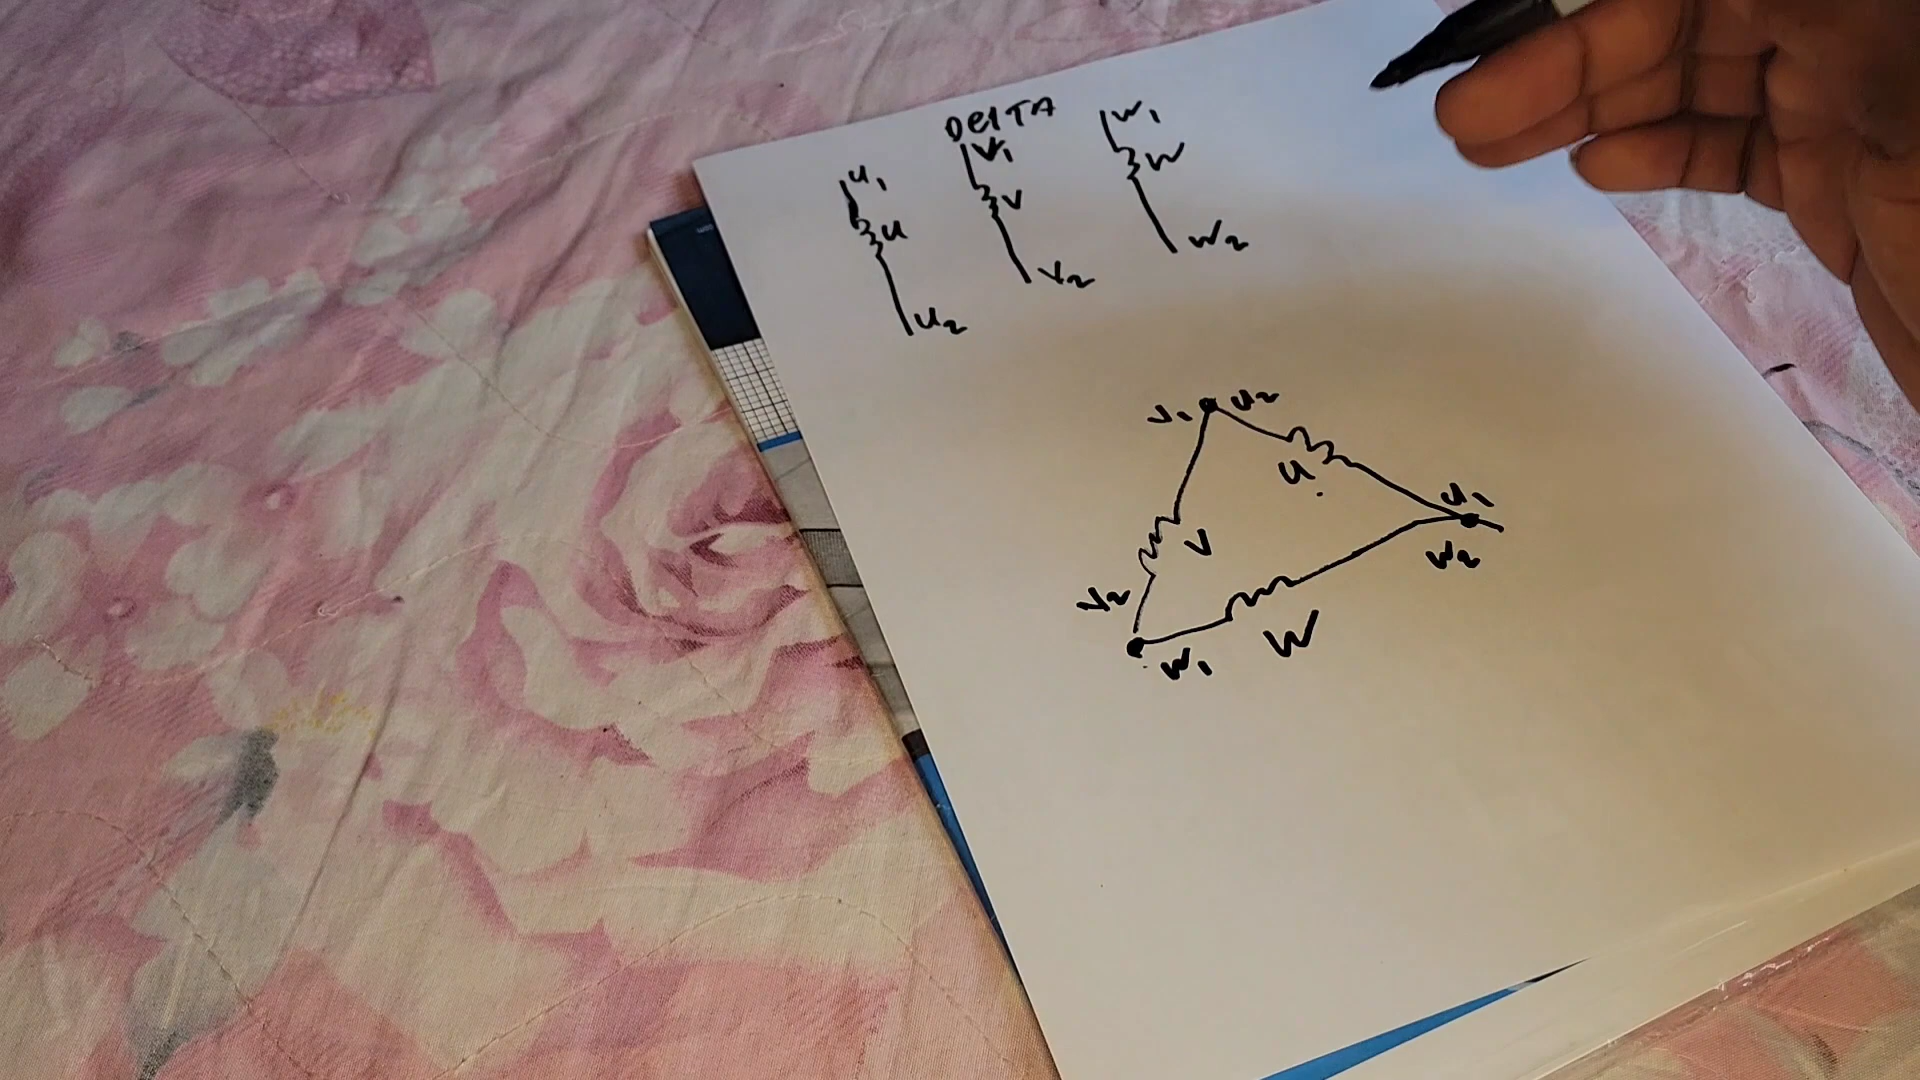 DElTA
u1 V1 W1
u V W
u2 V2 W2
V1 u2
u
u1
V
W2
V2
W
W1